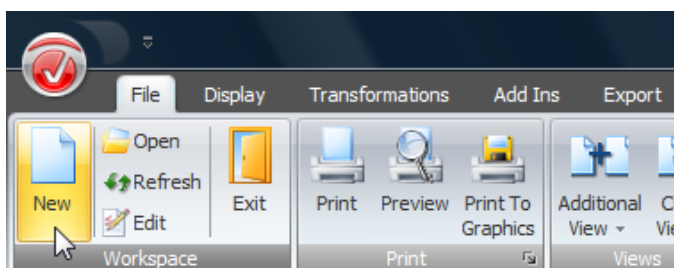 File Display Transformations Add Ins Export
Open
Refresh
Edit
New
Exit
Print Preview Print To
Graphics
Additional
View
Workspace Print Views